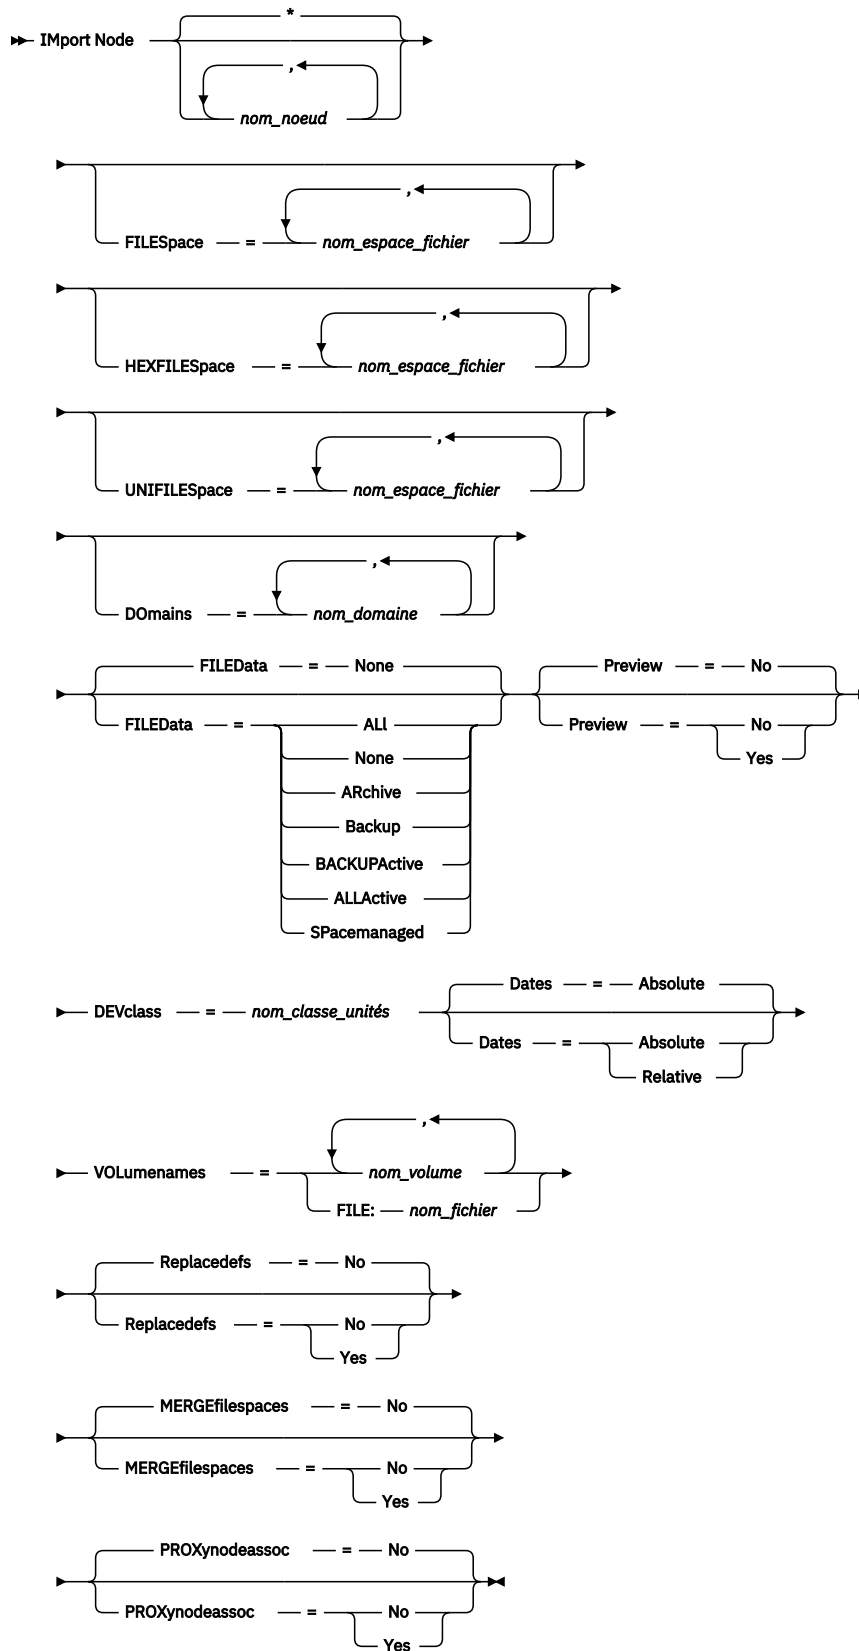 *
IMport Node
,
nom_noeud
,
FILESpace = nom_espace_fichier
,
HEXFILESpace = nom_espace_fichier
,
UNIFILESpace = nom_espace_fichier
,
DOmains = nom_domaine
FILEData = None Preview = No
FILEData = ALl Preview = No
None Yes
ARchive
Backup
BACKUPActive
ALLActive
SPacemanaged
Dates = Absolute
DEVclass = nom_classe_unités
Dates = Absolute
Relative
,
VOLumenames = nom_volume
FILE: nom_fichier
Replacedefs = No
Replacedefs = No
Yes
MERGEfilespaces = No
MERGEfilespaces = No
Yes
PROXynodeassoc = No
PROXynodeassoc = No
Yes